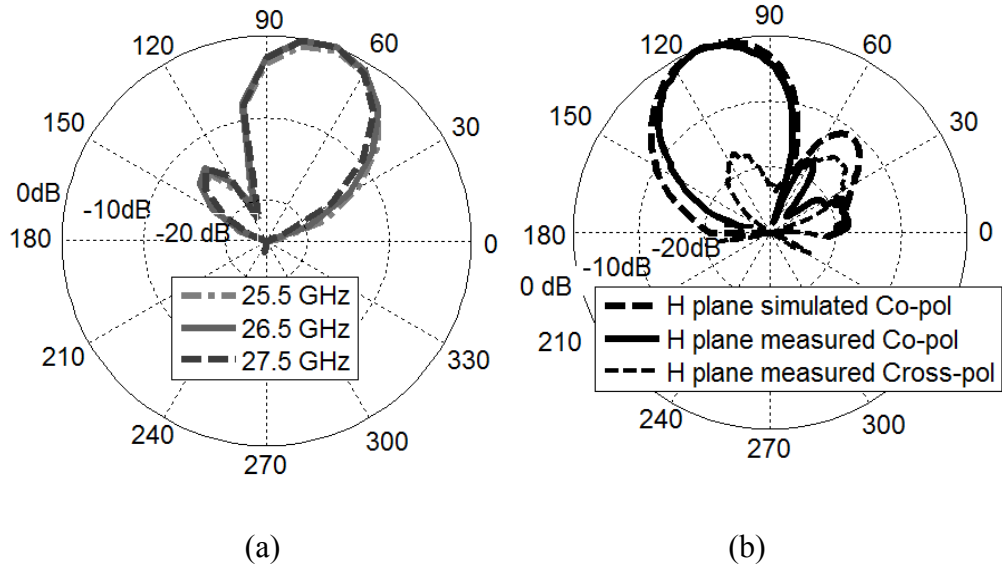 90
120
60
150
30
0dB
-10dB
-20 dB
180
0
25.5 GHz
26.5 GHz
27.5 GHz
210
330
240
300
270
(a)
90
120
60
150
30
180
0
-20dB
-10dB
0 dB
H plane simulated Co-pol
H plane measured Co-pol
H plane measured Cross-pol
210
240
300
270
(b)